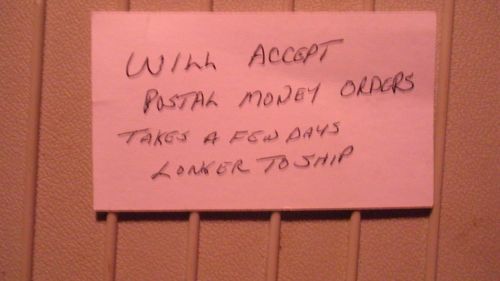 WILL ACCEPT
POSTAL MONEY ORDERS
TAKES A FEW DAYS
LONGER TO SHIP